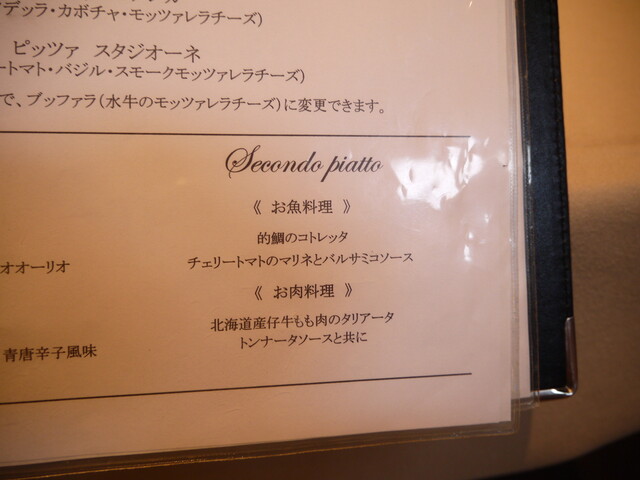 デッラ・カボチャ・モッツァレラチーズ)
ピッツァ スタジオーネ
ートマト・バジル・スモークモッツァレラチーズ)
で、ブッファラ(水牛のモッツァレラチーズ)に変更できます。
Secondo piatto
《 お魚料理 》
的鯛のコトレッタ
チェリートマトのマリネとバルサミコソース
オオーリオ
《 お肉料理 》
北海道産仔牛もも肉のタリアータ
トンナータソースと共に
青唐辛子風味